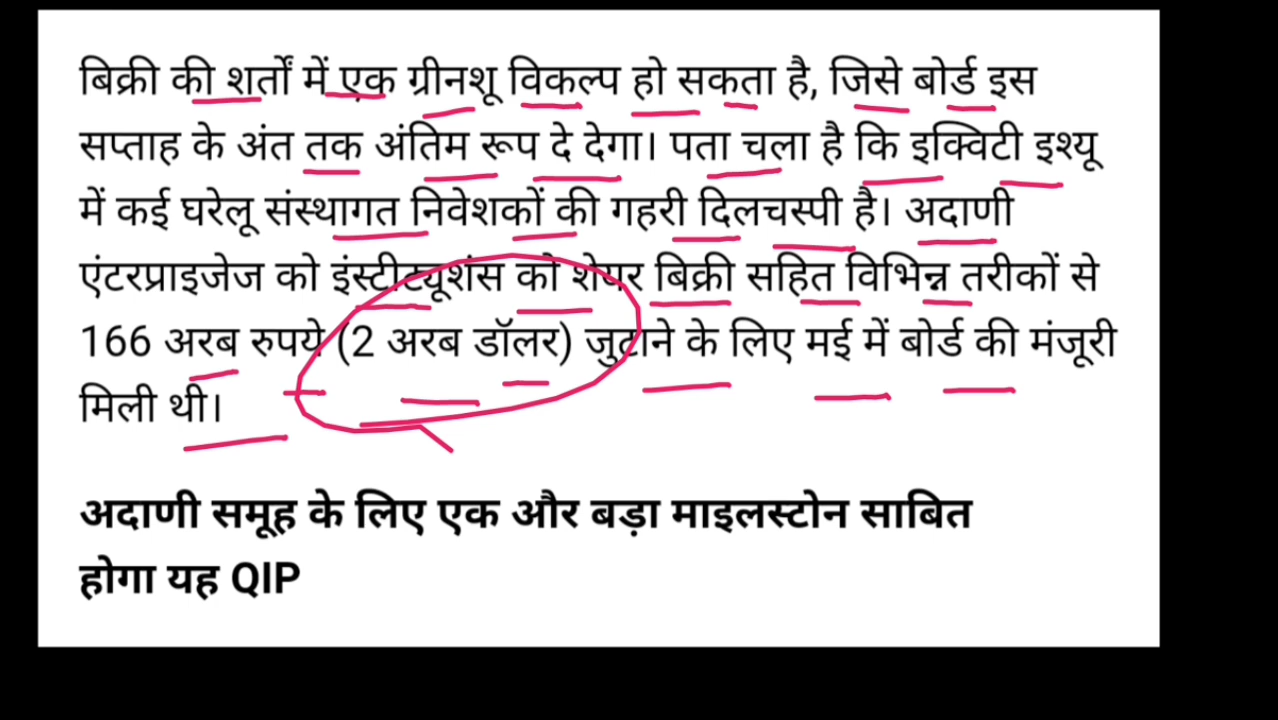 बिक्री की शर्तों में एक ग्रीनशू विकल्प हो सकता है, जिसे बोर्ड इस
सप्ताह के अंत तक अंतिम रूप दे देगा। पता चला है कि इक्विटी इश्यू
में कई घरेलू संस्थागत निवेशकों की गहरी दिलचस्पी है। अदाणी
एंटरप्राइजेज को इंस्टीट्यूशंस को शेयर बिक्री सहित विभिन्न तरीकों से
166 अरब रुपये (2 अरब डॉलर) जुटाने के लिए मई में बोर्ड की मंजूरी
मिली थी।
अदाणी समूह के लिए एक और बड़ा माइलस्टोन साबित
होगा यह QIP